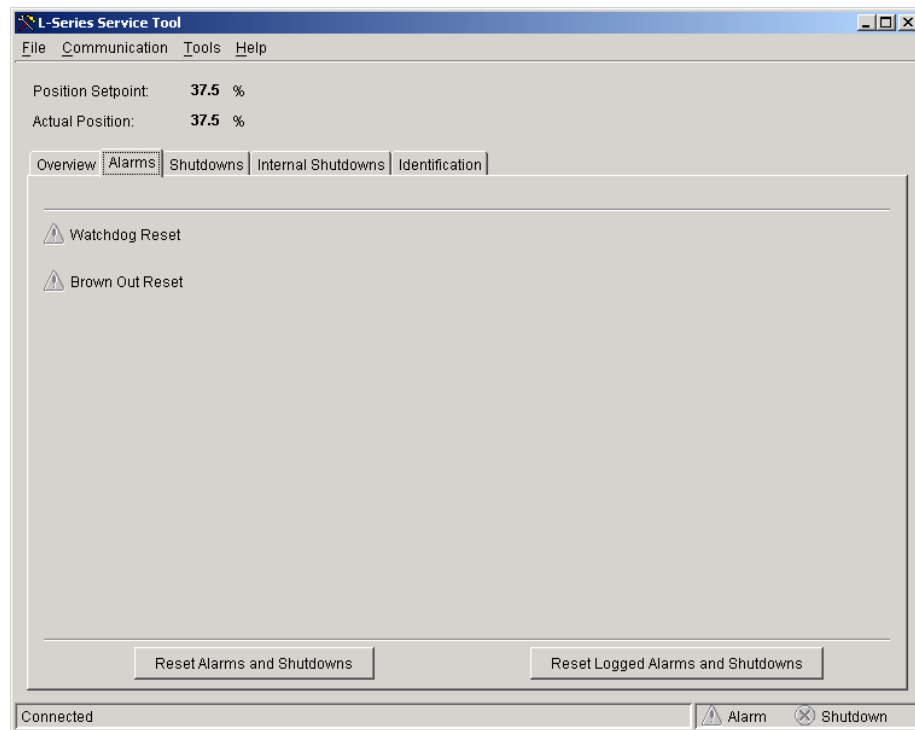 L-Series Service Tool
File Communication Tools Help
Position Setpoint: 37.5 %
Actual Position: 37.5 %
Overview Alarms Shutdowns Internal Shutdowns Identification
Watchdog Reset
Brown Out Reset
Reset Alarms and Shutdowns Reset Logged Alarms and Shutdowns
Connected Alarm Shutdown